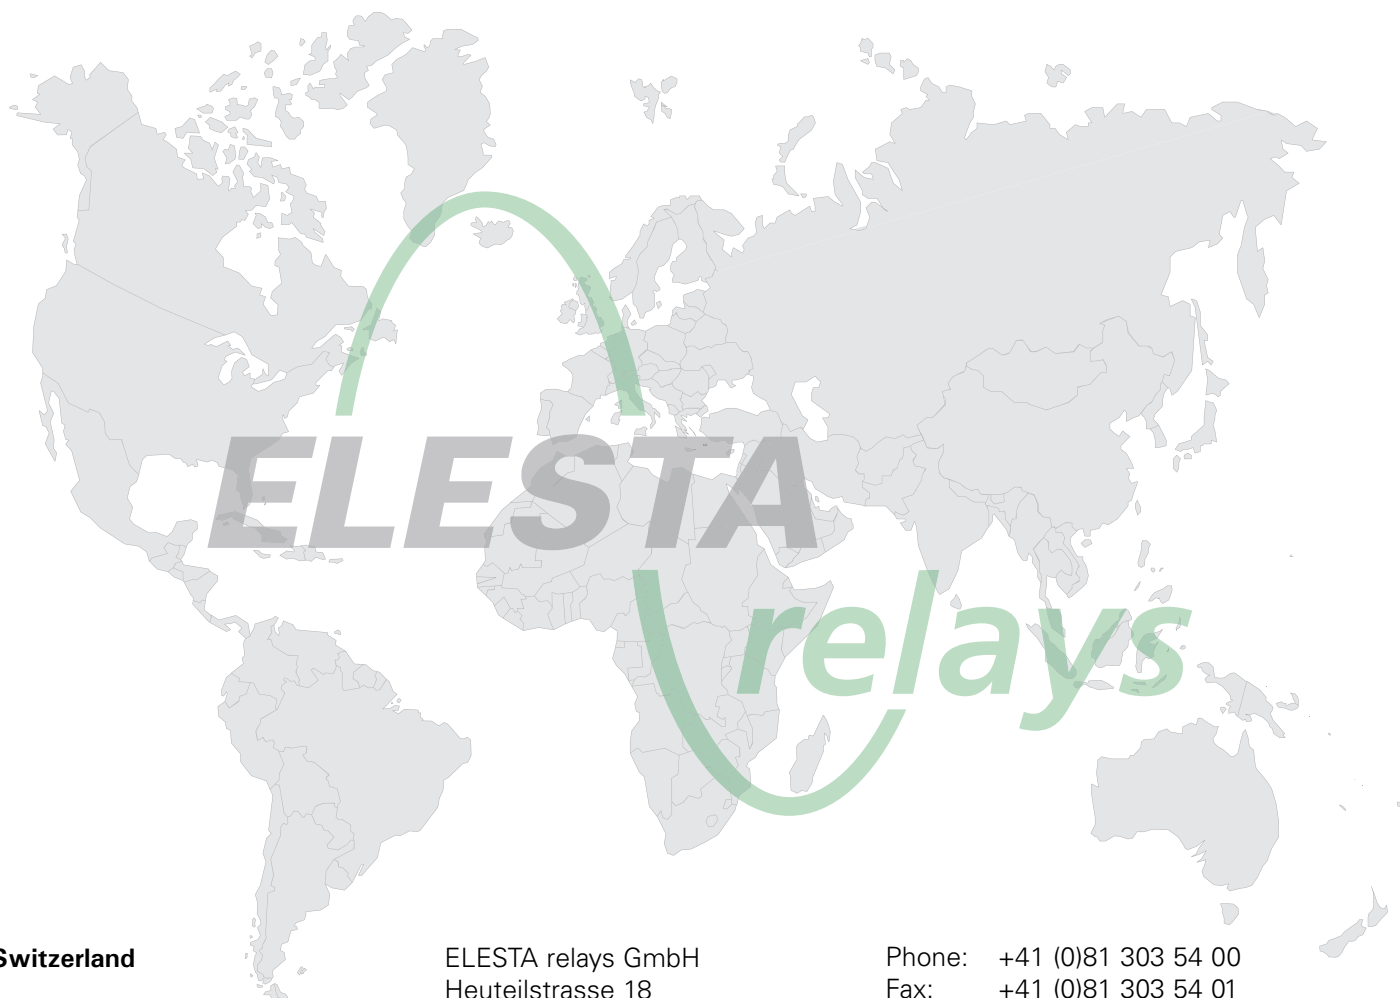 ELESTA
relays
Switzerland
ELESTA relays GmbH
Phone: +41 (0)81 303 54 00
Heuteilstrasse 18
Fax: +41 (0)81 303 54 01